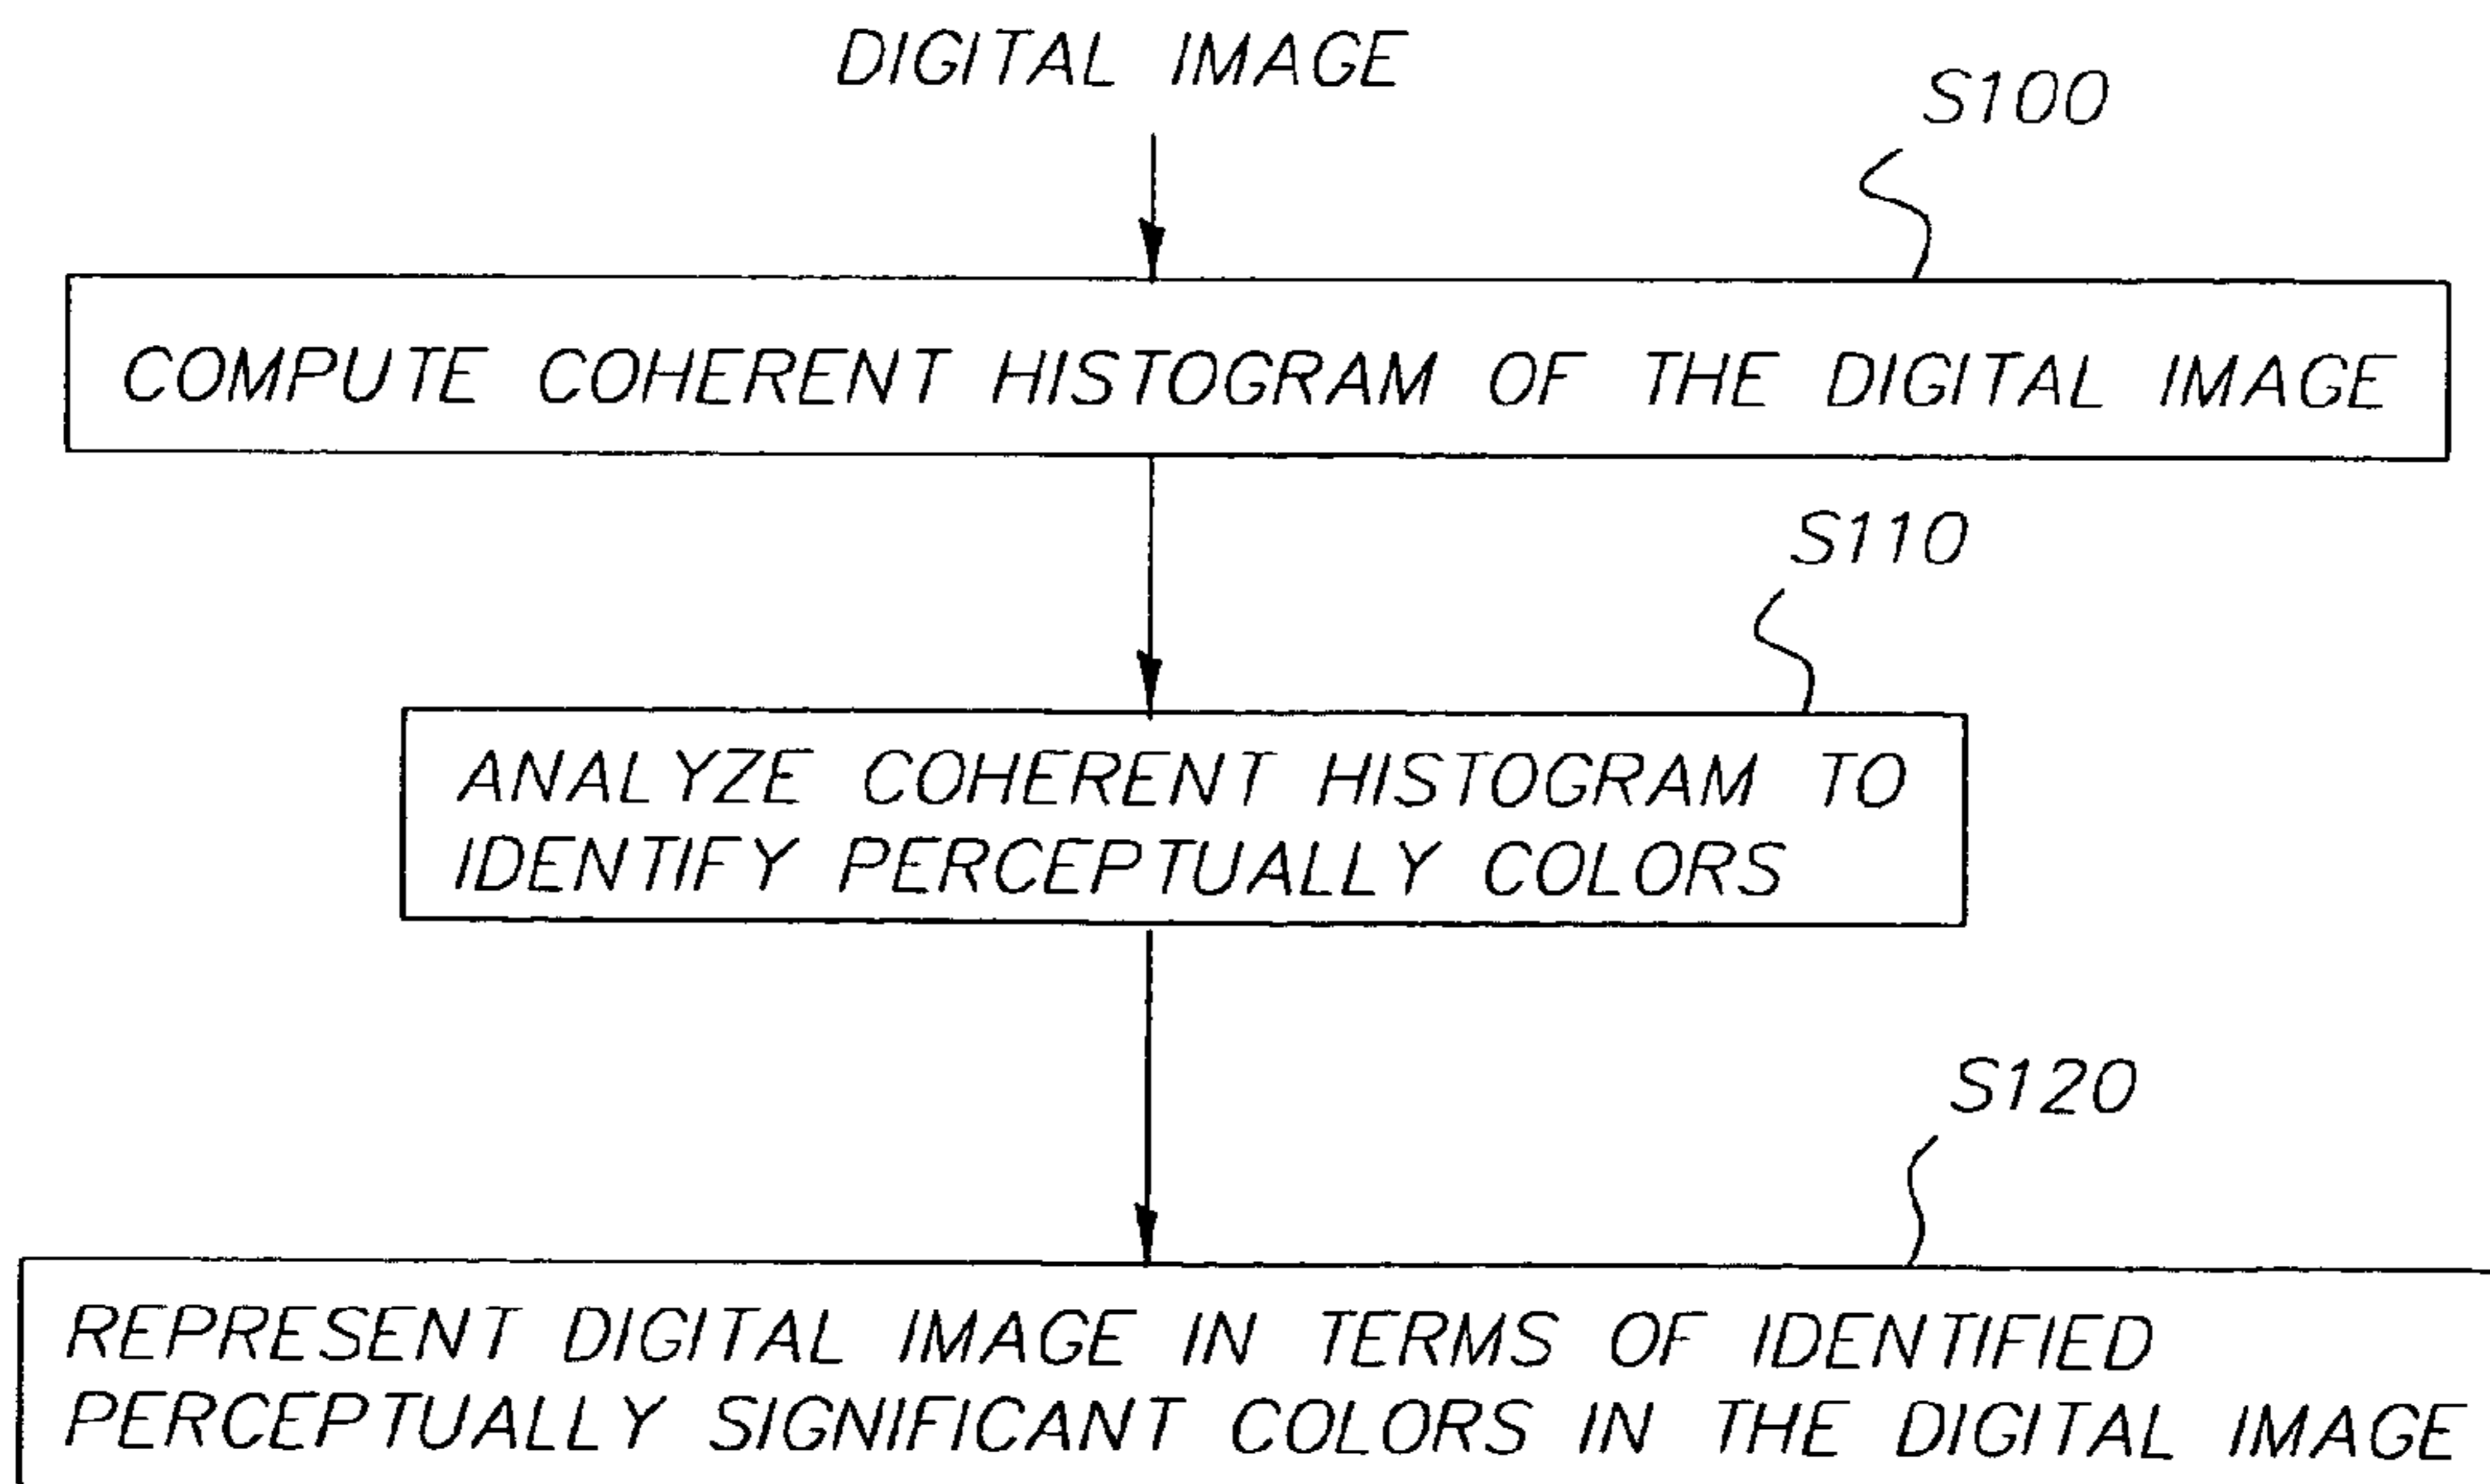 DIGITAL IMAGE
S100
COMPUTE COHERENT HISTOGRAM OF THE DIGITAL IMAGE
S110
ANALYZE COHERENT HISTOGRAM TO
IDENTIFY PERCEPTUALLY COLORS
S120
REPRESENT DIGITAL IMAGE IN TERMS OF IDENTIFIED
PERCEPTUALLY SIGNIFICANT COLORS IN THE DIGITAL IMAGE